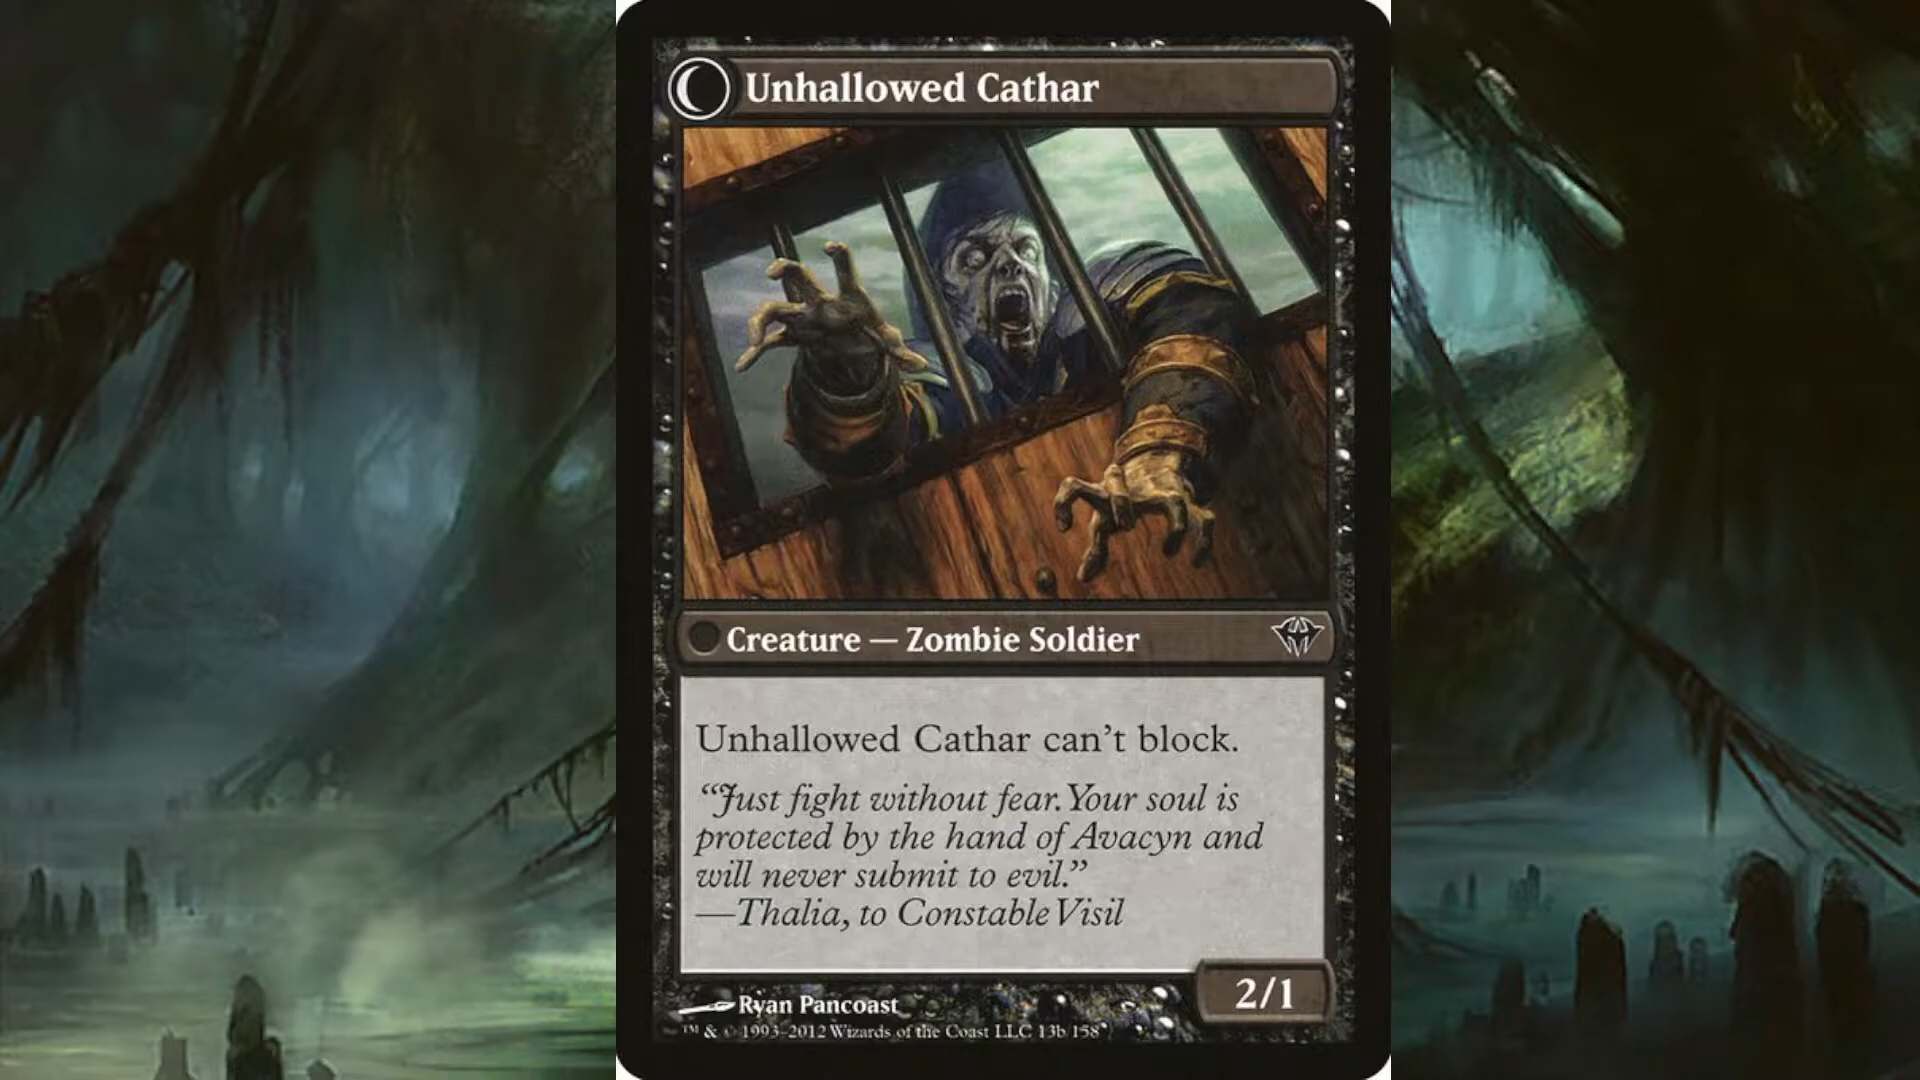 Unhallowed Cathar
Creature — Zombie Soldier
Unhallowed Cathar can't block.
“Just fight without fear. Your soul is
protected by the hand of Avacyn and
will never submit to evil.”
—Thalia, to Constable Visil
2/1
Ryan Pancoast
™ & © 1993–2012 Wizards of the Coast LLC 13b/158